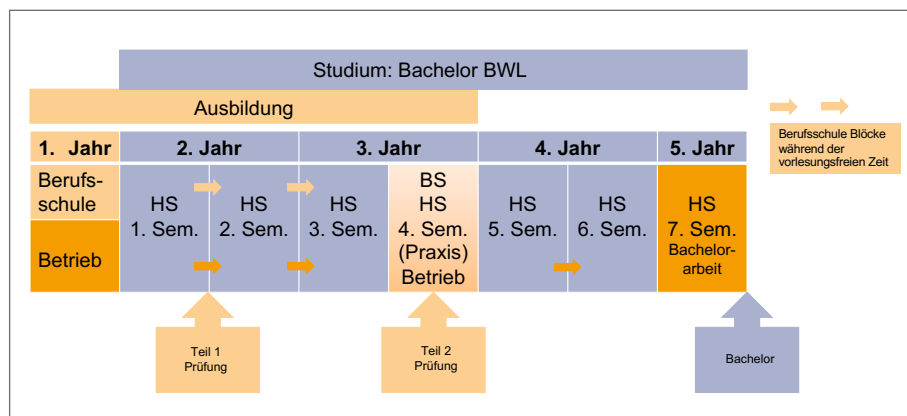 Studium: Bachelor BWL
Ausbildung
1. Jahr
2. Jahr
3. Jahr
4. Jahr
5. Jahr
Berufsschule Blöcke
während der
vorlesungsfreien Zeit
Berufs-
schule
Betrieb
HS
1. Sem.
HS
2. Sem.
HS
3. Sem.
BS
HS
4. Sem.
(Praxis)
Betrieb
HS
5. Sem.
HS
6. Sem.
HS
7. Sem.
Bachelor-
arbeit
Teil 1
Prüfung
Teil 2
Prüfung
Bachelor